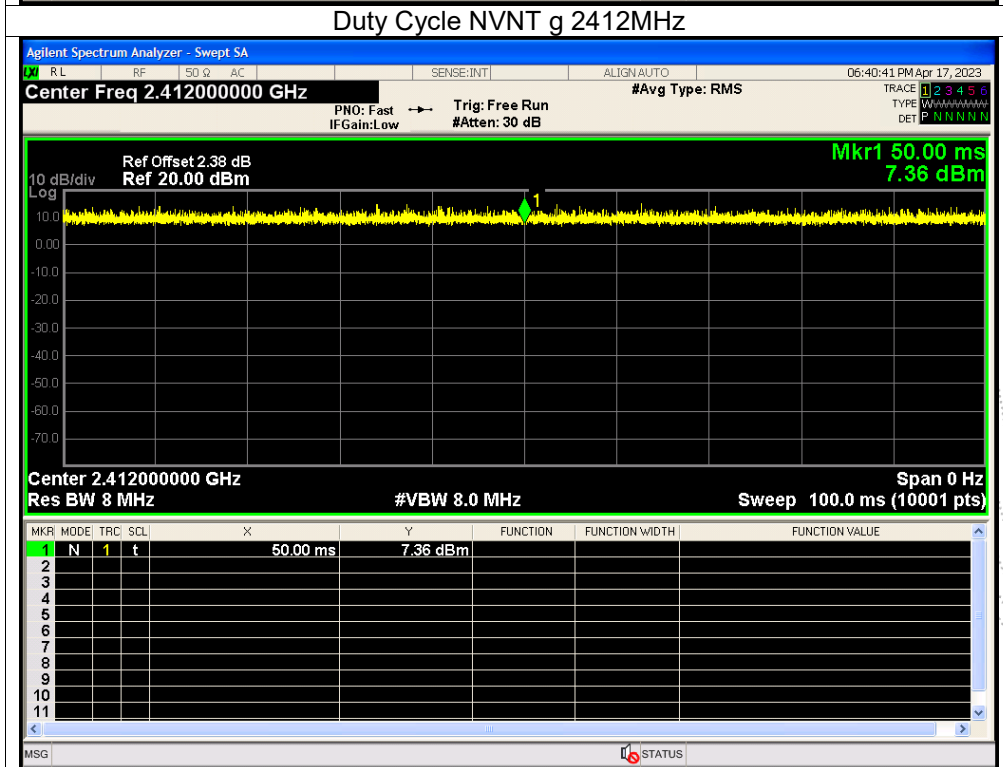 Duty Cycle NVNT g 2412MHz
Agilent Spectrum Analyzer - Swept SA
LXI RL RF 50 Ω AC SENSE:INT ALIGN AUTO 06:40:41 PM Apr 17, 2023
Center Freq 2.412000000 GHz #Avg Type: RMS TRACE 1 2 3 4 5 6
PNO: Fast Trig: Free Run TYPE WWWWWW
IFGain:Low #Atten: 30 dB DET P N N N N N
Mkr1 50.00 ms
Ref Offset 2.38 dB
10 dB/div Ref 20.00 dBm 7.36 dBm
Log
1
10.0
0.00
-10.0
-20.0
-30.0
-40.0
-50.0
-60.0
-70.0
Center 2.412000000 GHz Span 0 Hz
Res BW 8 MHz #VBW 8.0 MHz Sweep 100.0 ms (10001 pts)
MKR MODE TRC SCL X Y FUNCTION FUNCTION WIDTH FUNCTION VALUE
1 N 1 t 50.00 ms 7.36 dBm
2
3
4
5
6
7
8
9
10
11
MSG STATUS